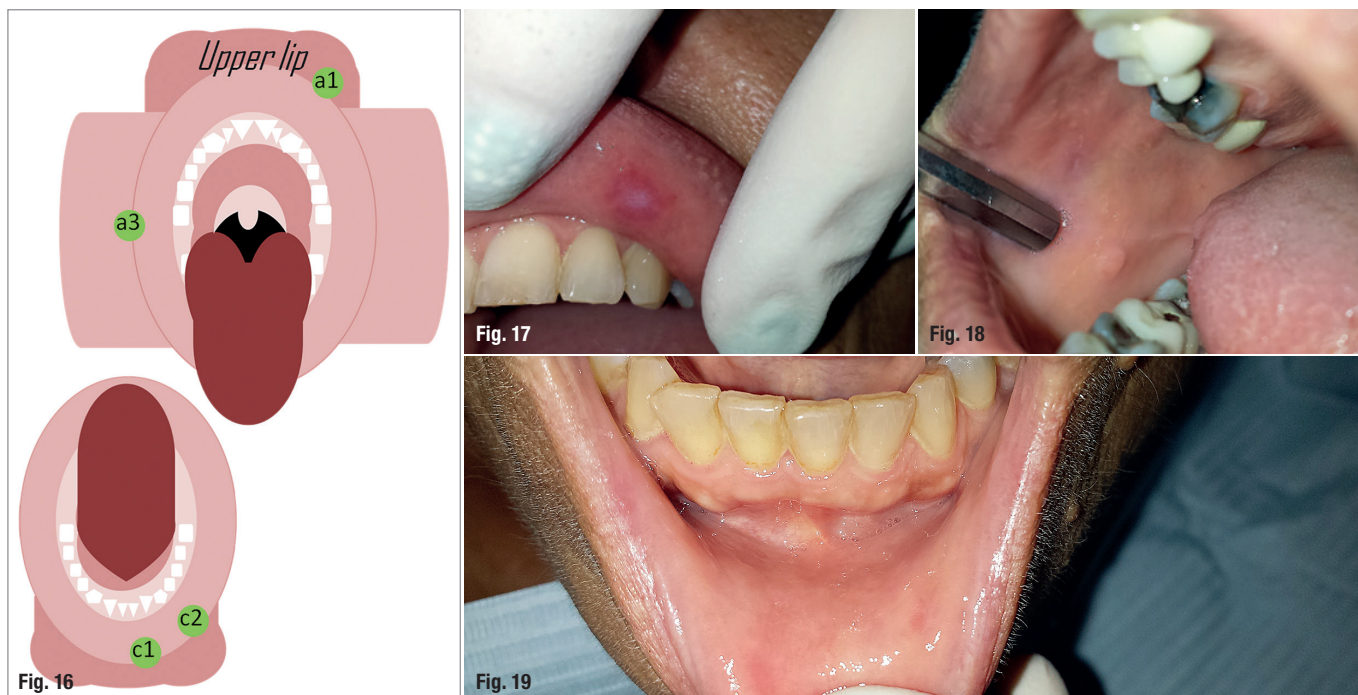 Upper lip
a1
a3
c2
c1
Fig. 16
Fig. 17
Fig. 18
Fig. 19